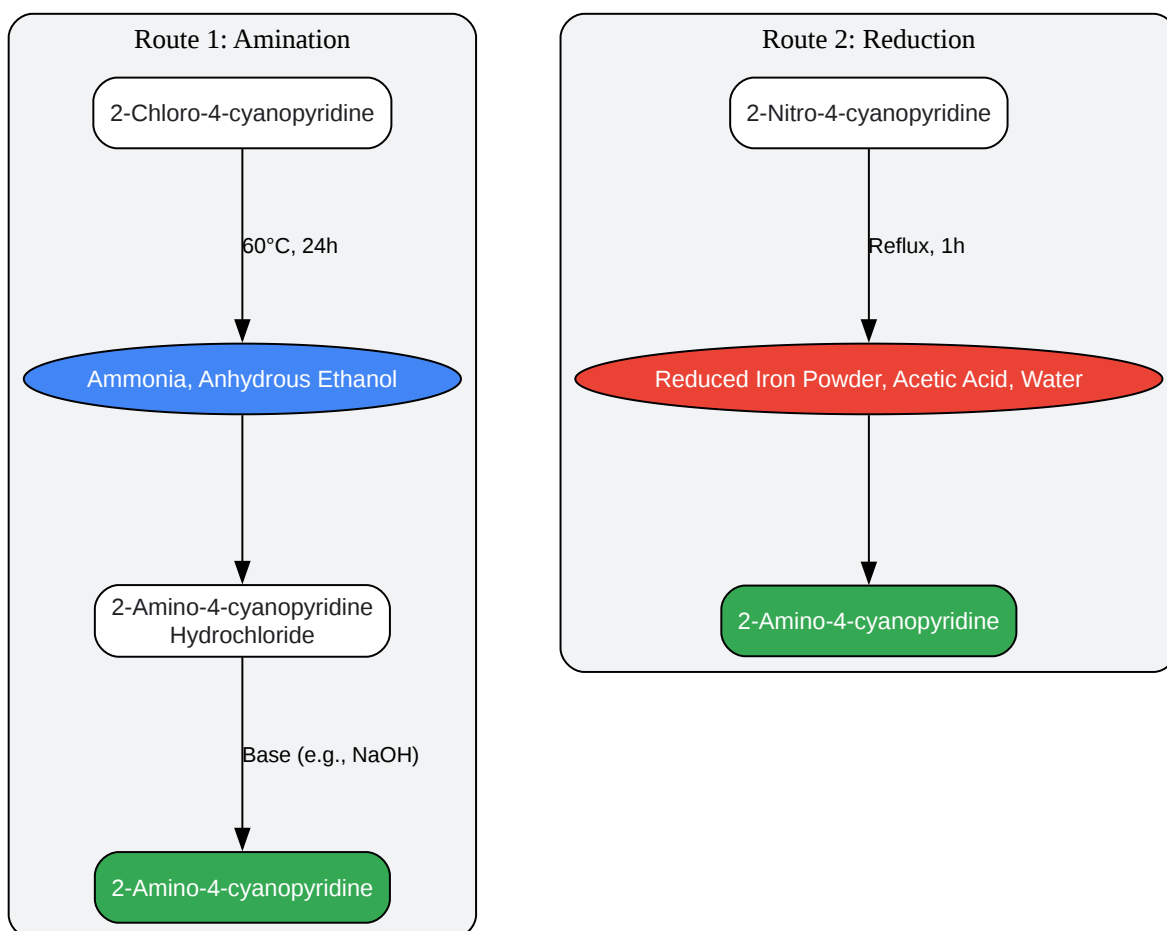 Route 1: Amination
2-Chloro-4-cyanopyridine
60°C, 24h
Ammonia, Anhydrous Ethanol
2-Amino-4-cyanopyridine
Hydrochloride
Base (e.g., NaOH)
2-Amino-4-cyanopyridine
Route 2: Reduction
2-Nitro-4-cyanopyridine
Reflux, 1h
Reduced Iron Powder, Acetic Acid, Water
2-Amino-4-cyanopyridine